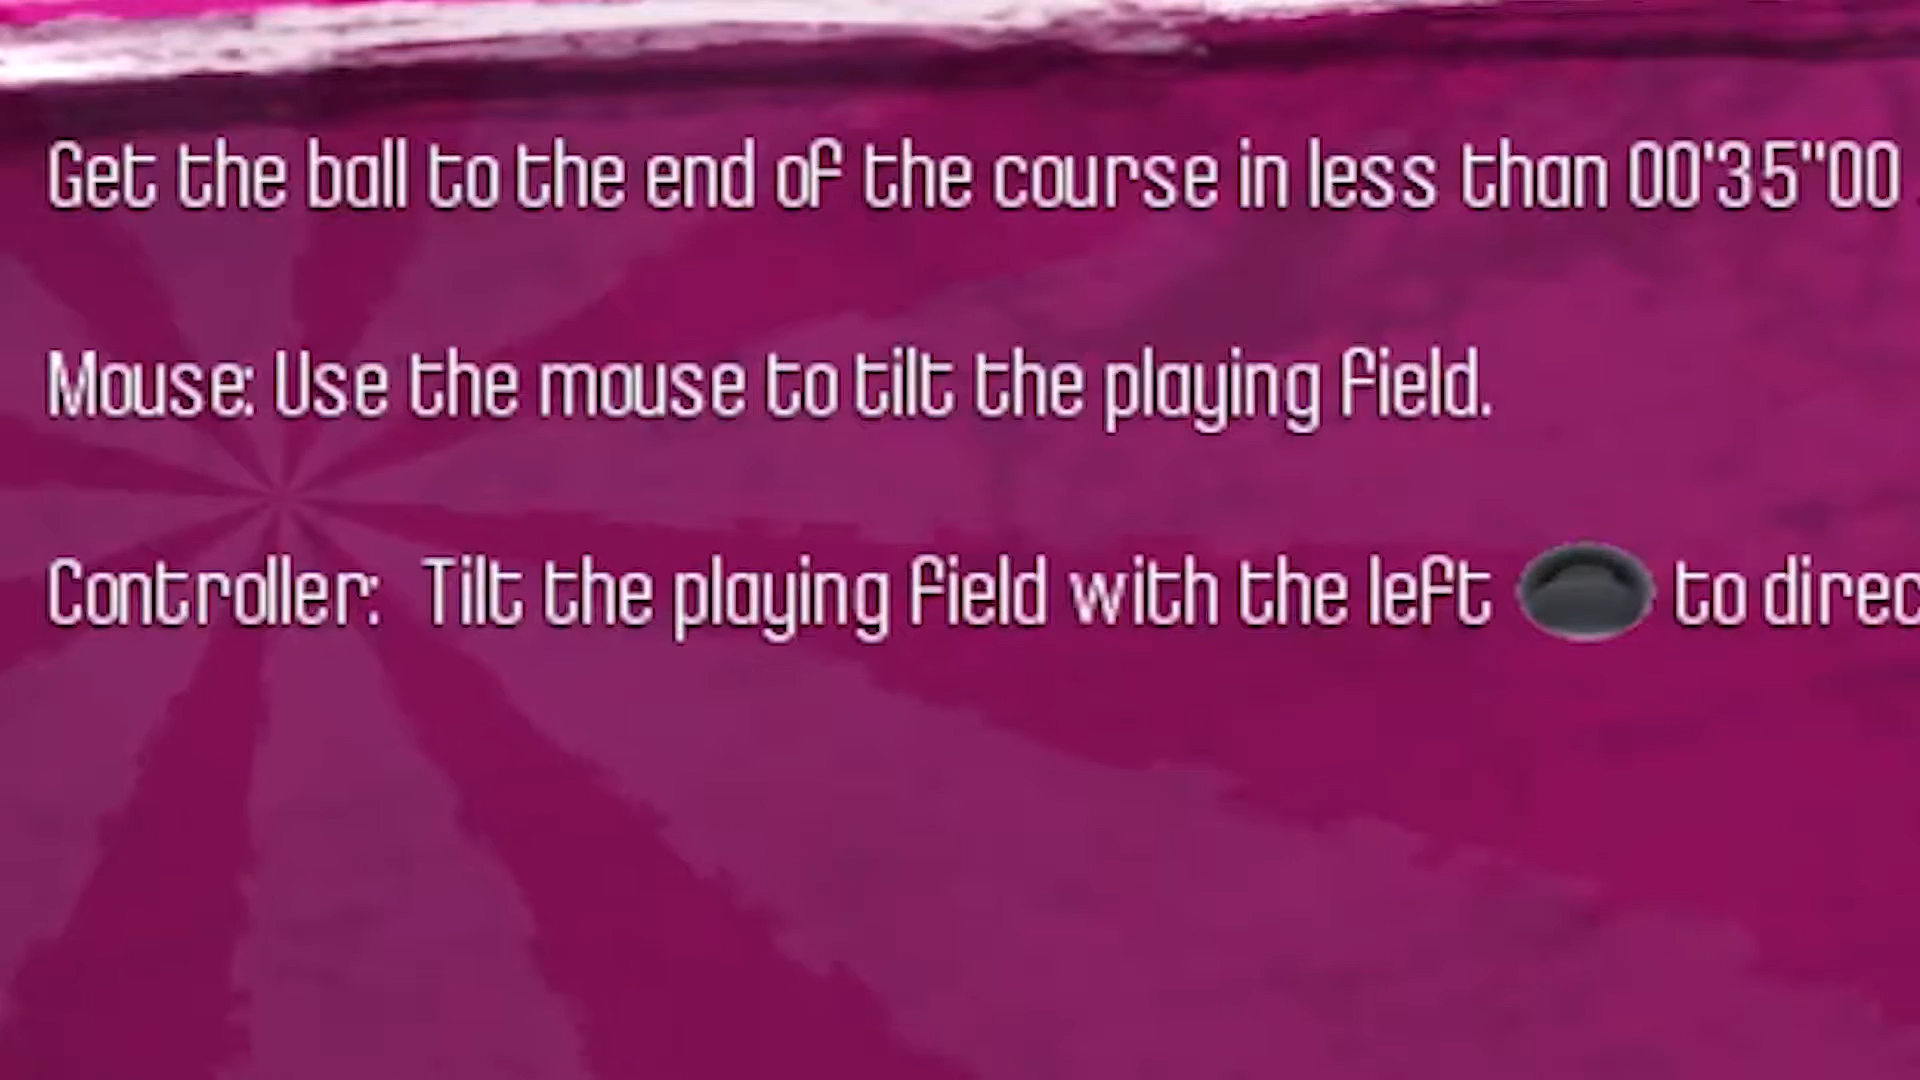 Get the ball to the end of the course in less than 00'35"00
Mouse: Use the mouse to tilt the playing field.
Controller: Tilt the playing field with the left to direc